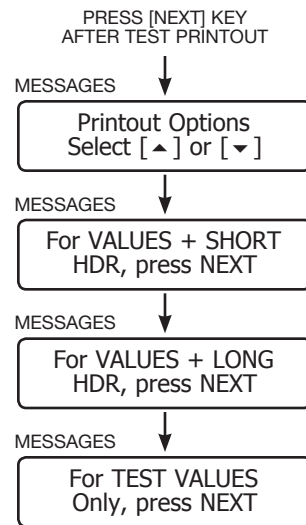 PRESS [NEXT] KEY
AFTER TEST PRINTOUT
MESSAGES
Printout Options
Select [▲] or [▼]
MESSAGES
For VALUES + SHORT
HDR, press NEXT
MESSAGES
For VALUES + LONG
HDR, press NEXT
MESSAGES
For TEST VALUES
Only, press NEXT